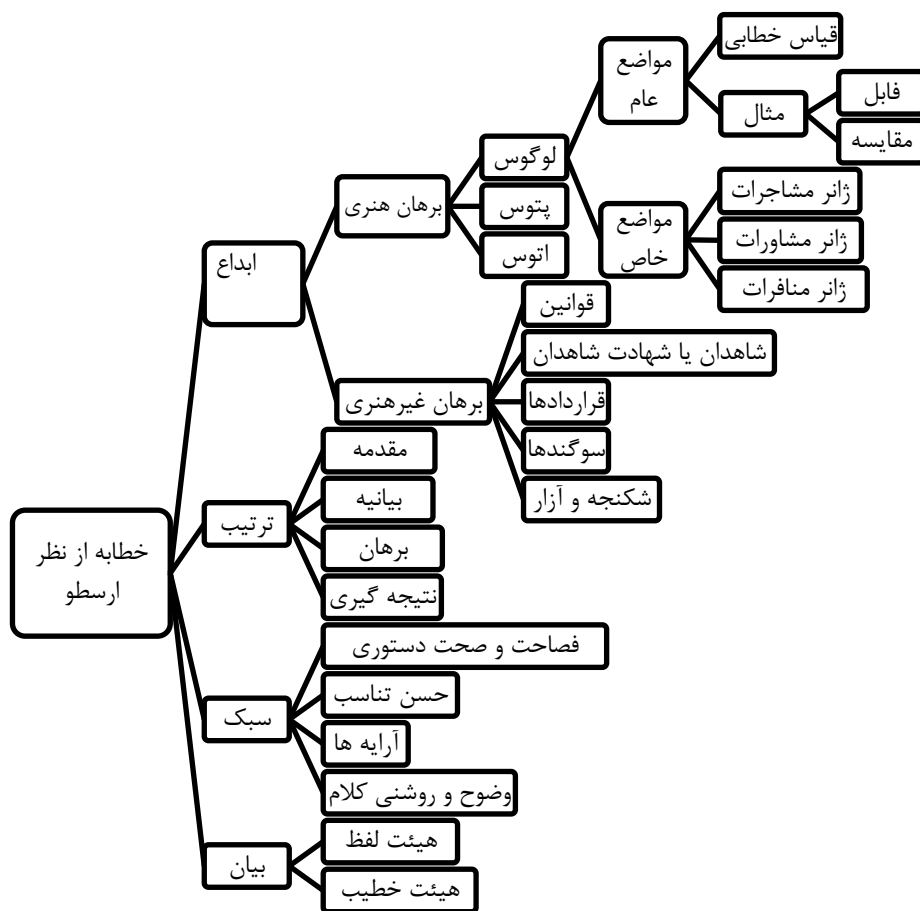 خطابه از نظر
ارسطو
ابداع
برهان هنری
لوگوس
مواضع
عام
قیاس خطابی
مثال
فابل
مقایسه
مواضع
خاص
ژانر مشاجرات
ژانر مشاورات
ژانر منافرات
پتوس
اتوس
برهان غیرهنری
قوانین
شاهدان یا شهادت شاهدان
قراردادها
سوگندها
شکنجه و آزار
ترتیب
مقدمه
بیانیه
برهان
نتیجه گیری
سبک
فصاحت و صحت دستوری
حسن تناسب
آرایه ها
وضوح و روشنی کلام
بیان
هیئت لفظ
هیئت خطیب